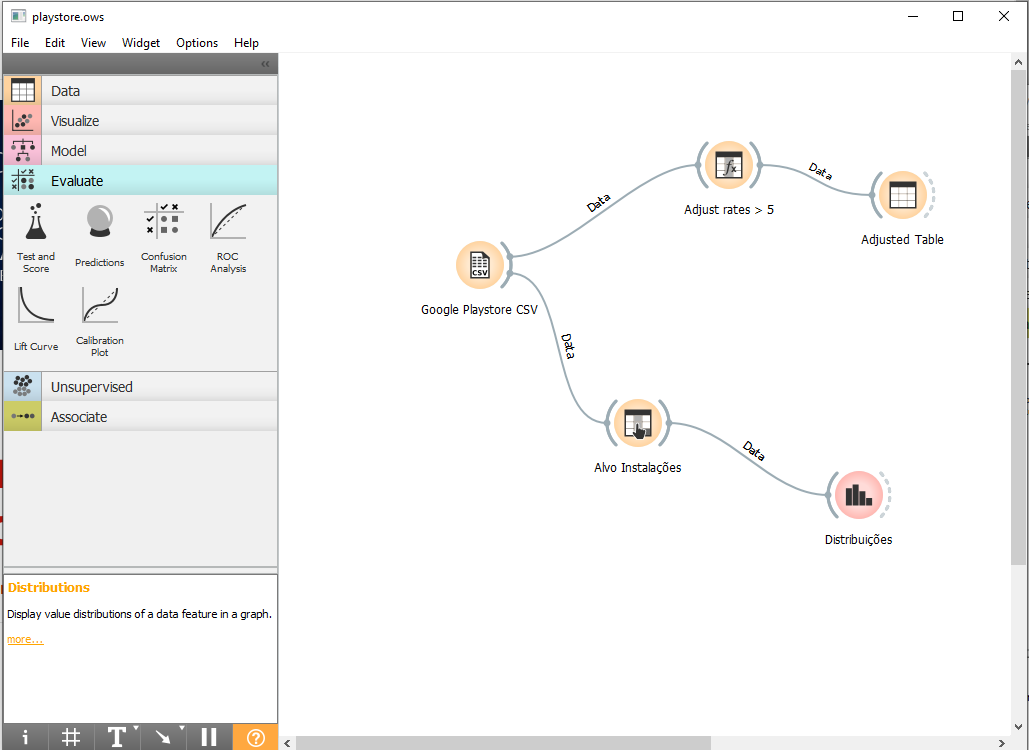 playstore.ows
File Edit View Widget Options Help
Data
Visualize
Model
Evaluate
Test and
Score
Predictions
Confusion
Matrix
ROC
Analysis
Lift Curve
Calibration
Plot
Unsupervised
Associate
Distributions
Display value distributions of a data feature in a graph.
more...
Google Playstore CSV
CSV
Data
fx
Adjust rates > 5
Data
Adjusted Table
Data
Alvo Instalações
Data
Distribuições
i # T ?